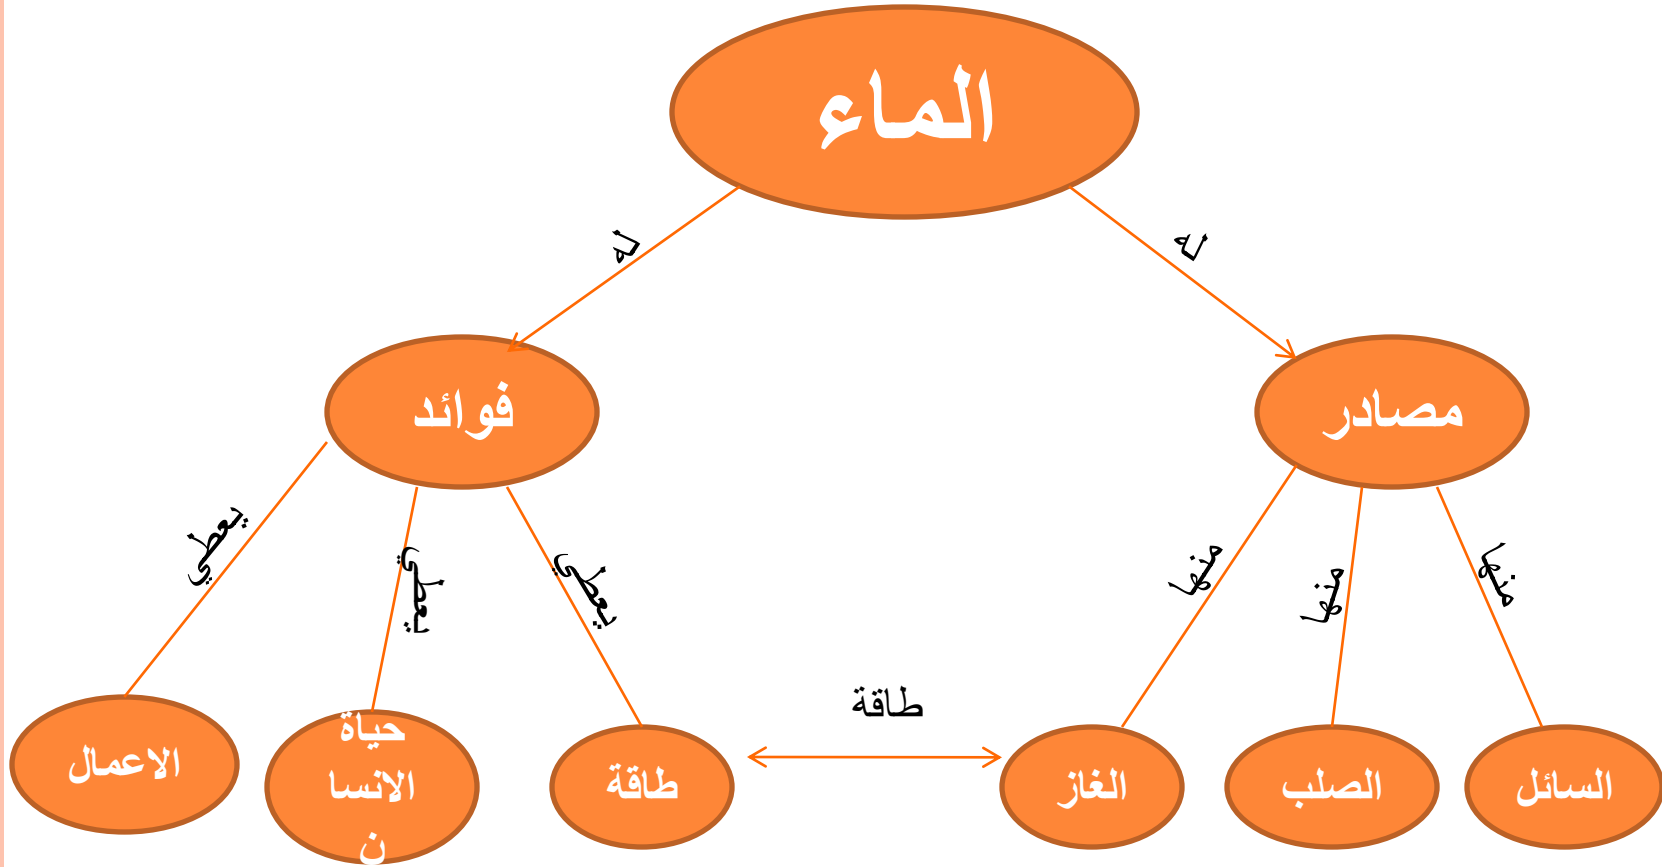 الماء
له
له
مصادر
فوائد
منها
منها
منها
يعطي
يعطي
يعطي
طاقة
السائل
الصلب
الغاز
طاقة
حياة
الانسا
ن
الاعمال